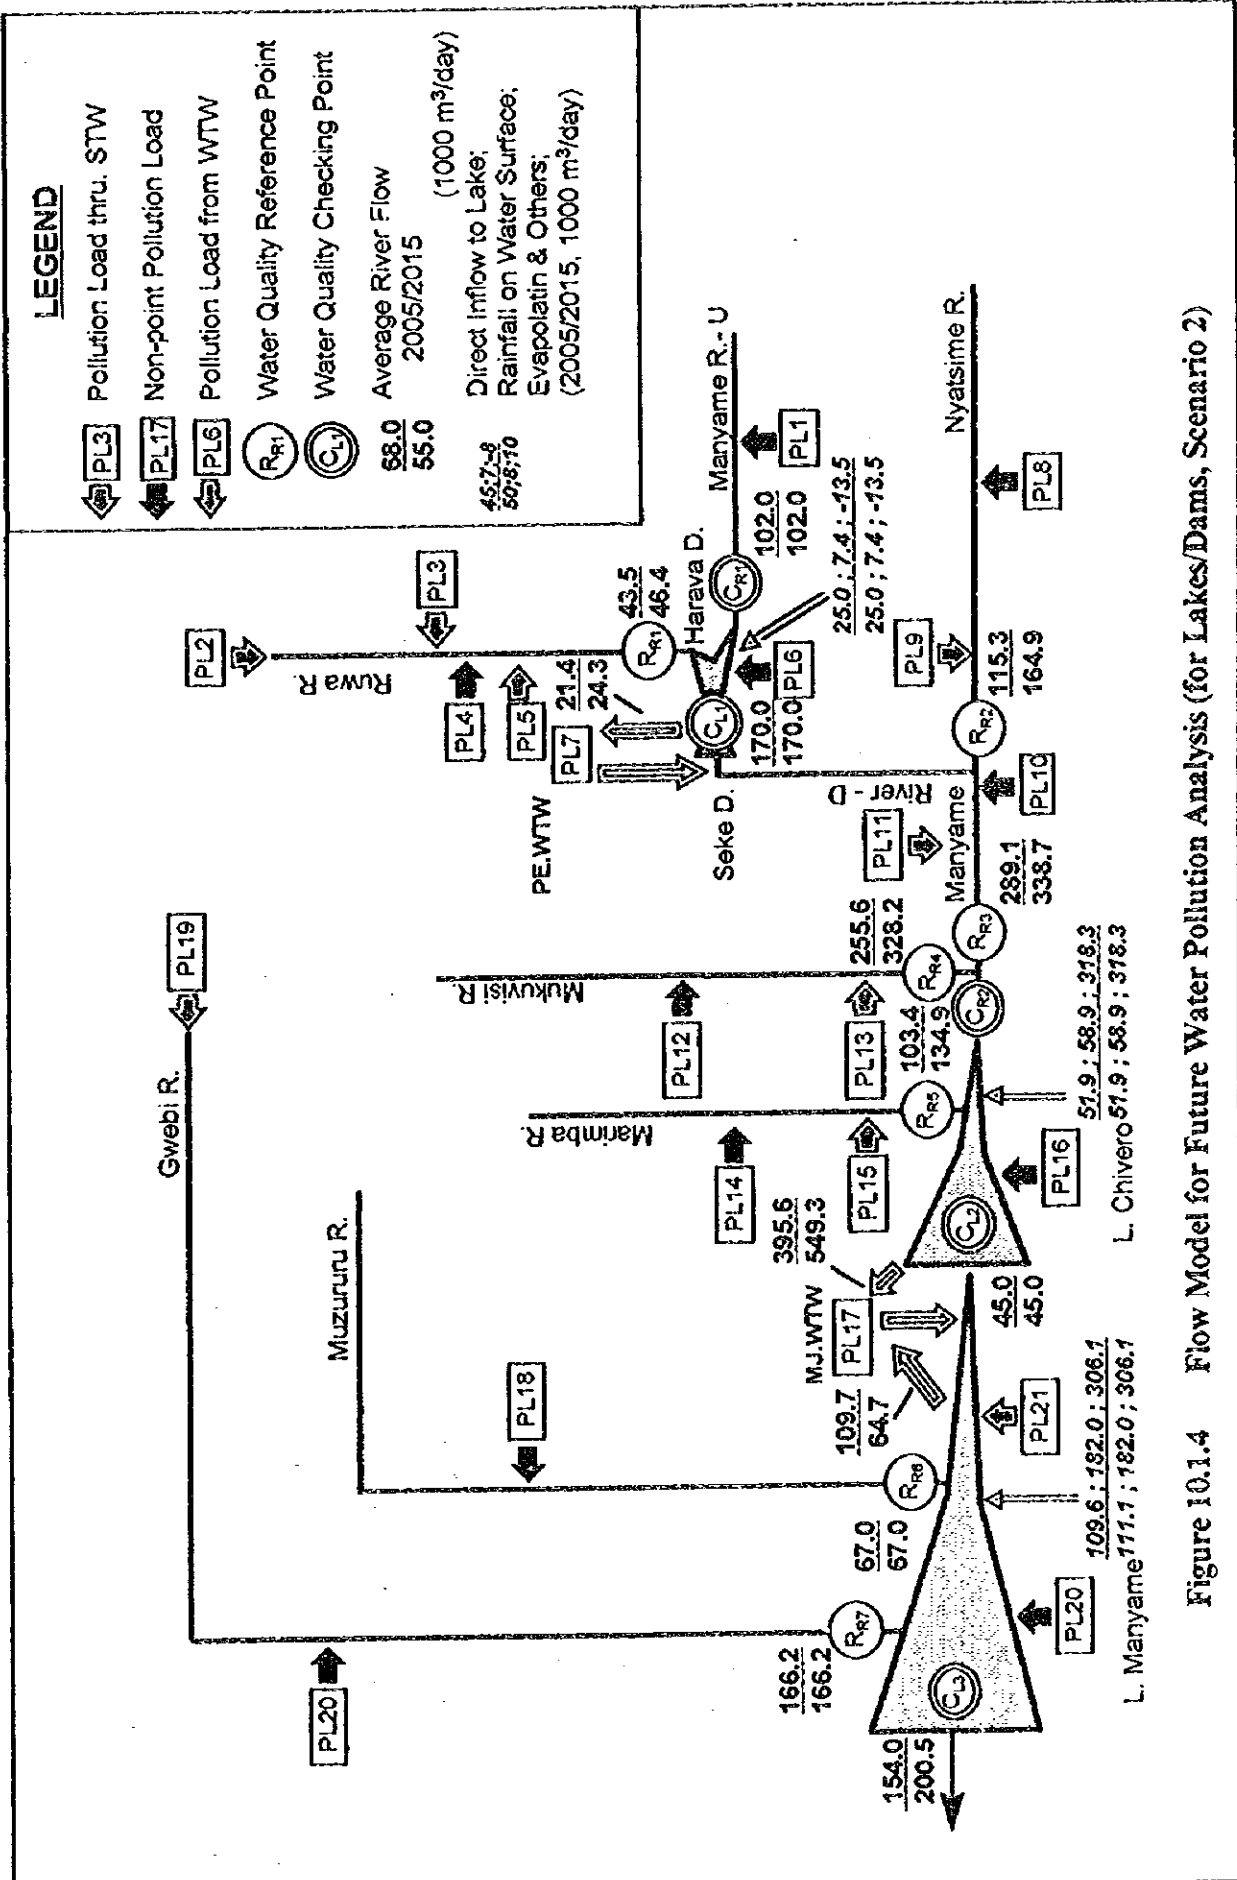 LEGEND
PL3 Pollution Load thru. STW
PL17 Non-point Pollution Load
PL6 Pollution Load from WTW
RR1 Water Quality Reference Point
CL1 Water Quality Checking Point
68.0 Average River Flow
55.0 2005/2015
(1000 m³/day)
45;7;-8 Direct Inflow to Lake;
50;8;10 Rainfall on Water Surface;
Evapolatin & Others;
(2005/2015, 1000 m³/day)
PL19
Gwebi R.
PL20
166.2
166.2
RR7
Muzururu R.
PL18
67.0
67.0
RR6
PL2
Ruwa R.
PL3
PL4
PL5
43.5
46.4
RR1
21.4
24.3
PL7
PE.WTW
Harava D.
CR1
102.0
102.0
Manyame R.- U
PL1
25.0 ; 7.4 ; -13.5
25.0 ; 7.4 ; -13.5
PL6
CL1
170.0
170.0
Seke D.
River - D
Manyame
Nyatsime R.
PL8
PL9
115.3
164.9
RR2
PL10
PL11
289.1
338.7
RR3
Mukuvisi R.
PL12
PL13
255.6
328.2
RR4
CR2
Marimba R.
PL14
PL15
103.4
134.9
RR5
51.9 ; 58.9 ; 318.3
L. Chivero 51.9 ; 58.9 ; 318.3
PL16
CL2
395.6
549.3
MJ.WTW
PL17
109.7
64.7
45.0
45.0
PL21
109.6 ; 182.0 ; 306.1
L. Manyame 111.1 ; 182.0 ; 306.1
PL20
CL3
154.0
200.5
Figure 10.1.4 Flow Model for Future Water Pollution Analysis (for Lakes/Dams, Scenario 2)